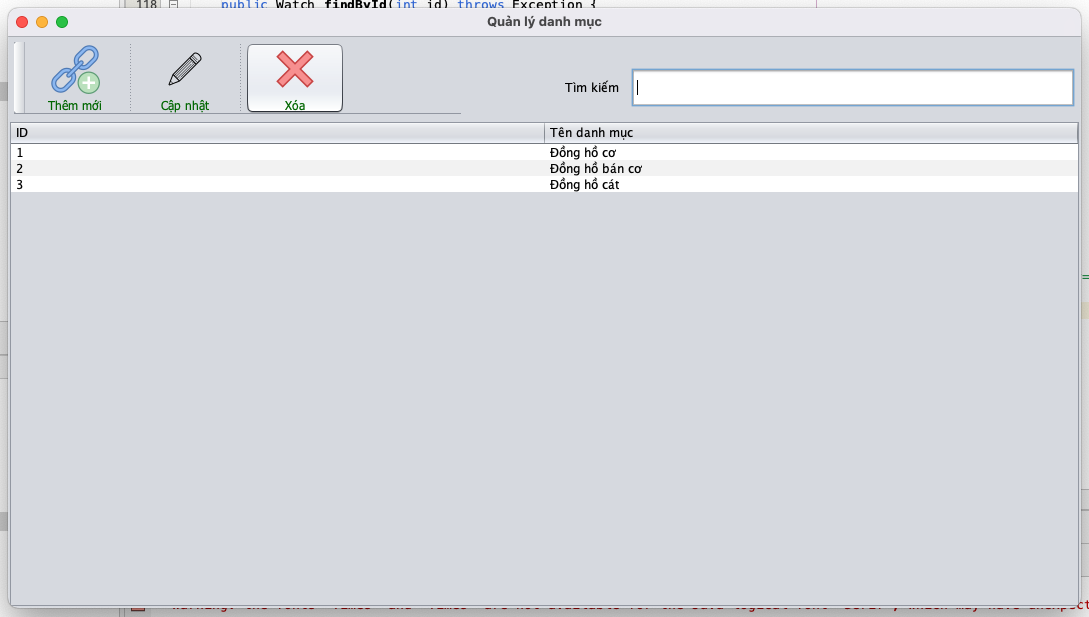 118 public Watch findById(int id) throws Exception {
Quản lý danh mục
Thêm mới Cập nhật Xóa Tìm kiếm
ID Tên danh mục
1 Đồng hồ cơ
2 Đồng hồ bán cơ
3 Đồng hồ cát